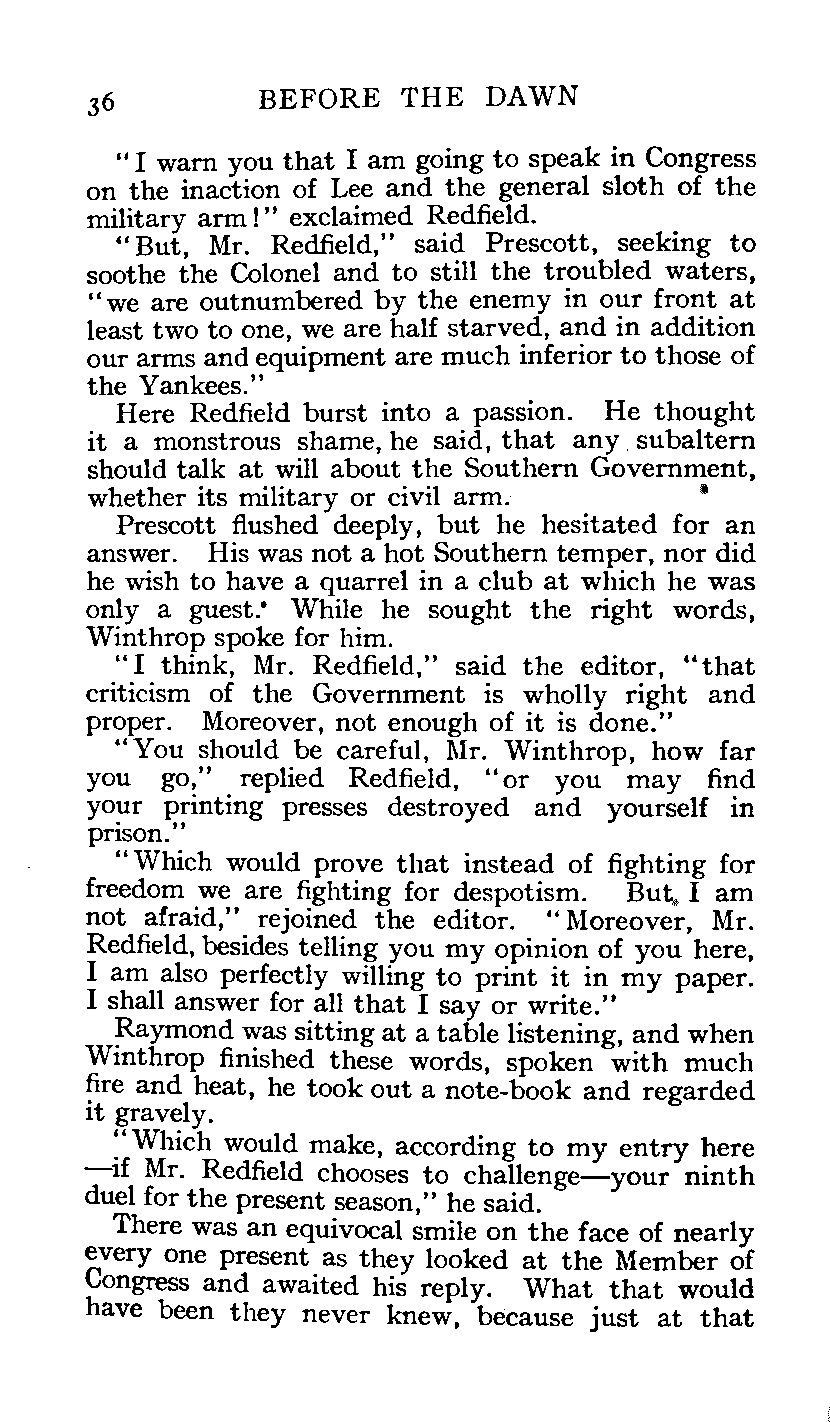 36 BEFORE THE DAWN
"I warn you that I am going to speak in Congress
on the inaction of Lee and the general sloth of the
military arm!" exclaimed Redfield.
"But, Mr. Redfield," said Prescott, seeking to
soothe the Colonel and to still the troubled waters,
"we are outnumbered by the enemy in our front at
least two to one, we are half starved, and in addition
our arms and equipment are much inferior to those of
the Yankees."
Here Redfield burst into a passion. He thought
it a monstrous shame, he said, that any subaltern
should talk at will about the Southern Government,
whether its military or civil arm.
Prescott flushed deeply, but he hesitated for an
answer. His was not a hot Southern temper, nor did
he wish to have a quarrel in a club at which he was
only a guest. While he sought the right words,
Winthrop spoke for him.
"I think, Mr. Redfield," said the editor, "that
criticism of the Government is wholly right and
proper. Moreover, not enough of it is done."
"You should be careful, Mr. Winthrop, how far
you go," replied Redfield, "or you may find
your printing presses destroyed and yourself in
prison."
"Which would prove that instead of fighting for
freedom we are fighting for despotism. But, I am
not afraid," rejoined the editor. "Moreover, Mr.
Redfield, besides telling you my opinion of you here,
I am also perfectly willing to print it in my paper.
I shall answer for all that I say or write."
Raymond was sitting at a table listening, and when
Winthrop finished these words, spoken with much
fire and heat, he took out a note-book and regarded
it gravely.
"Which would make, according to my entry here
—if Mr. Redfield chooses to challenge—your ninth
duel for the present season," he said.
There was an equivocal smile on the face of nearly
every one present as they looked at the Member of
Congress and awaited his reply. What that would
have been they never knew, because just at that